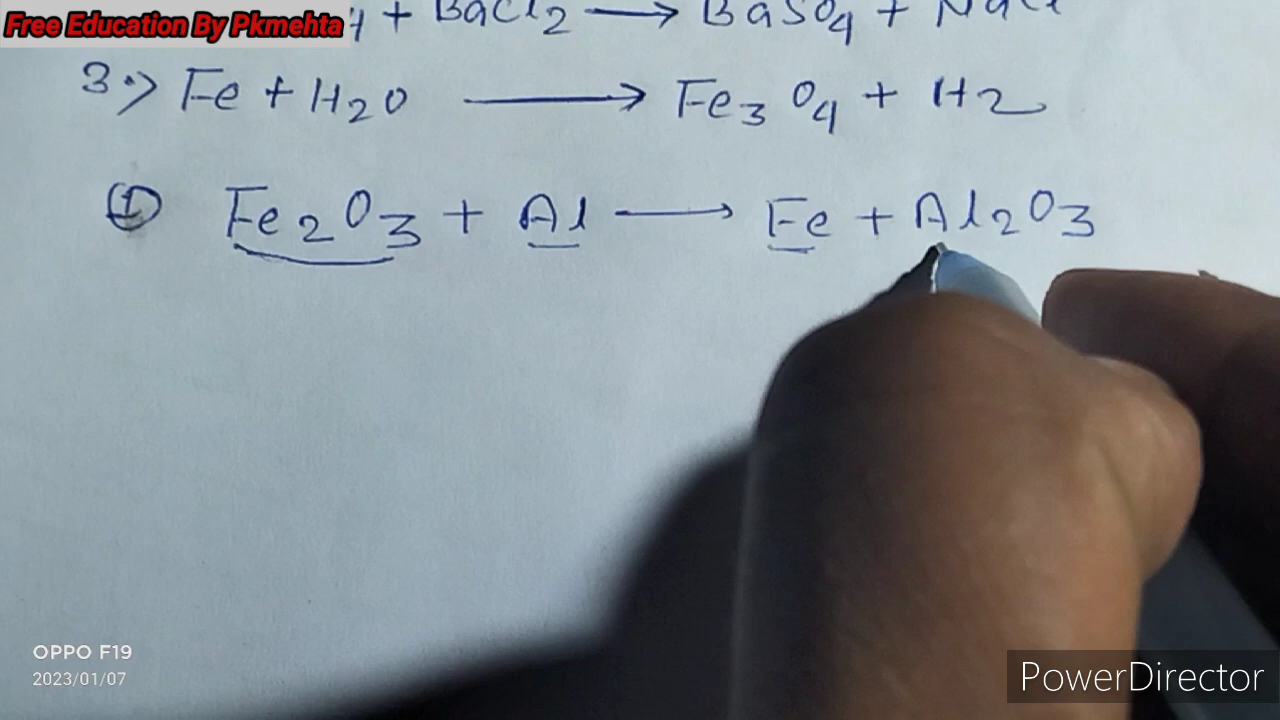 Free Education By Pkmehta
4 + BaCl2 → BaSO4 + NaCl
3·> Fe + H2O → Fe3O4 + H2
① Fe2O3 + Al → Fe + Al2O3
OPPO F19
2023/01/07
PowerDirector